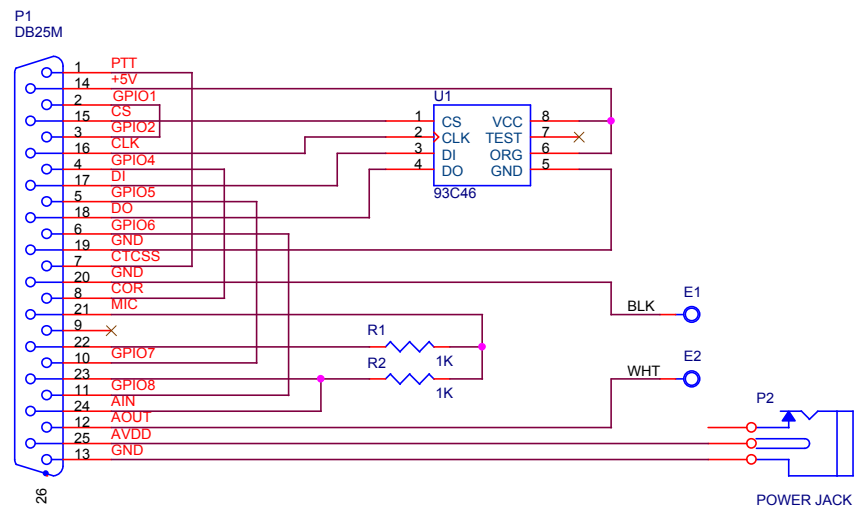 P1
DB25M
1 PTT
14 +5V
2 GPIO1
15 CS
3 GPIO2
16 CLK
4 GPIO4
17 DI
5 GPIO5
18 DO
6 GPIO6
19 GND
7 CTCSS
20 GND
8 COR
21 MIC
9
22
10 GPIO7
23
11 GPIO8
24 AIN
12 AOUT
25 AVDD
13 GND
26
U1
1 CS VCC 8
2 CLK TEST 7
3 DI ORG 6
4 DO GND 5
93C46
R1
1K
R2
1K
BLK
E1
WHT
E2
P2
POWER JACK